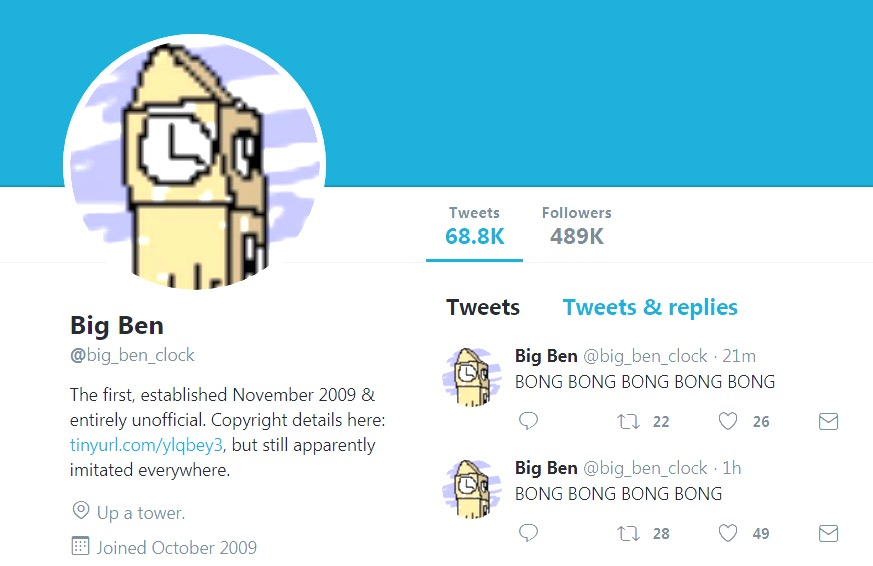 Tweets
68.8K
Followers
489K
Big Ben
@big_ben_clock
The first, established November 2009 &
entirely unofficial. Copyright details here:
tinyurl.com/ylqbey3, but still apparently
imitated everywhere.
Up a tower.
Joined October 2009
Tweets Tweets & replies
Big Ben @big_ben_clock · 21m
BONG BONG BONG BONG BONG
22 26
Big Ben @big_ben_clock · 1h
BONG BONG BONG BONG
28 49